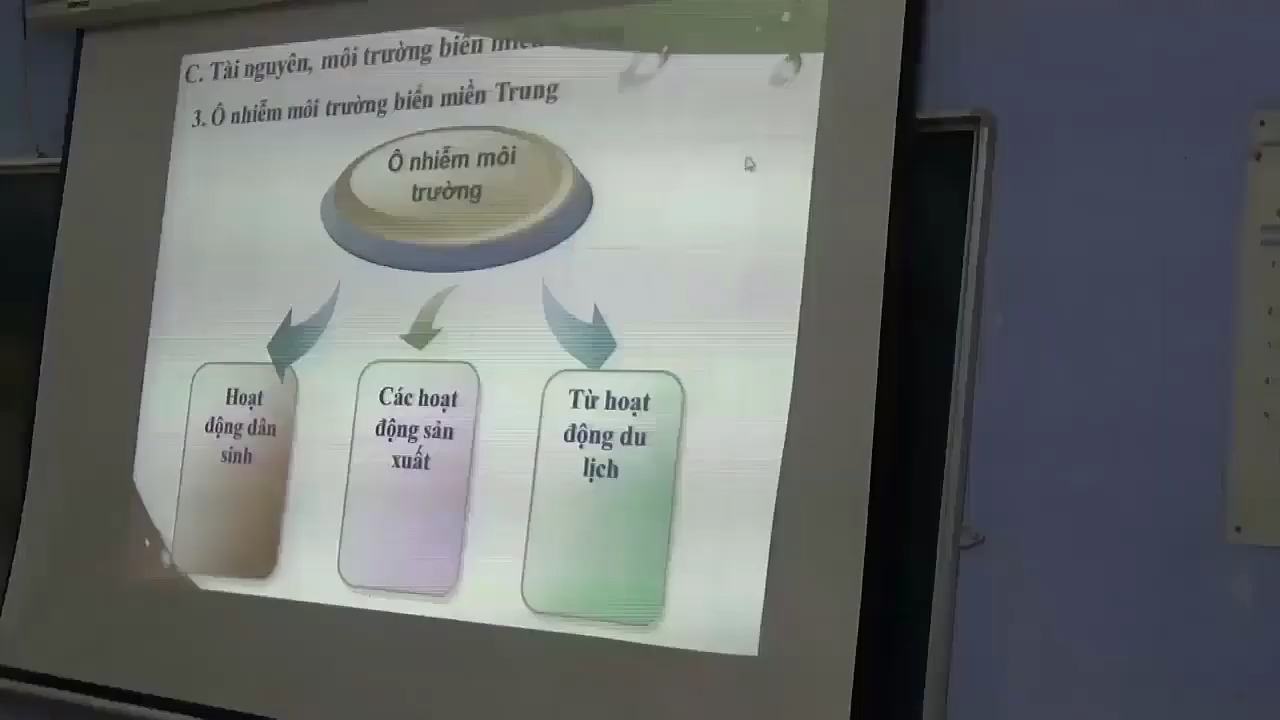 C. Tài nguyên, môi trường biển
3. Ô nhiễm môi trường biển miền Trung
Ô nhiễm môi
trường
Hoạt
động dân
sinh
Các hoạt
động sản
xuất
Từ hoạt
động du
lịch